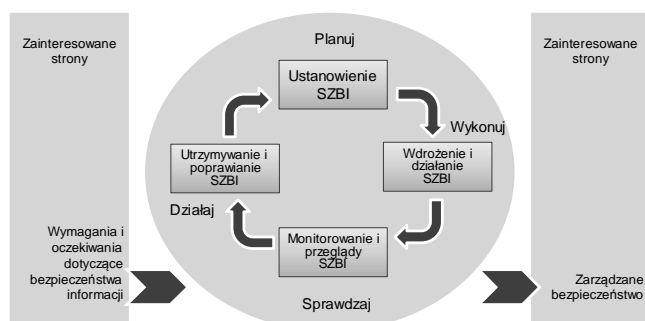 Zainteresowane
strony
Wymagania i
oczekiwania
dotyczące
bezpieczeństwa
informacji
Planuj
Ustanowienie
SZBI
Wykonuj
Wdrożenie i
działanie
SZBI
Utrzymywanie i
poprawianie
SZBI
Działaj
Monitorowanie i
przeglądy
SZBI
Sprawdzaj
Zainteresowane
strony
Zarządzane
bezpieczeństwo